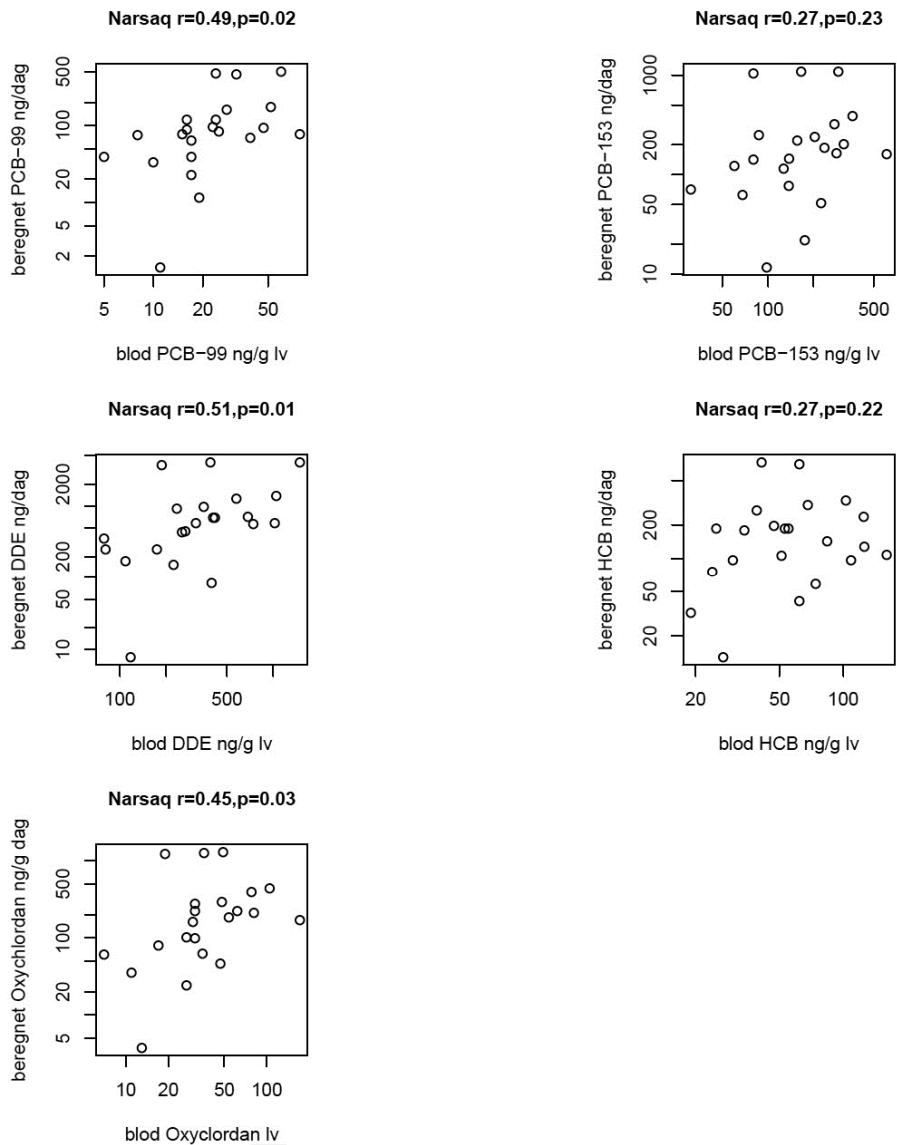 Narsaq r=0.49,p=0.02
beregnet PCB−99 ng/dag
500
100
20
5
2
5 10 20 50
blod PCB−99 ng/g lv
Narsaq r=0.27,p=0.23
beregnet PCB−153 ng/dag
1000
200
50
10
50 100 500
blod PCB−153 ng/g lv
Narsaq r=0.51,p=0.01
beregnet DDE ng/dag
2000
200
50
10
100 500
blod DDE ng/g lv
Narsaq r=0.27,p=0.22
beregnet HCB ng/dag
200
50
20
20 50 100
blod HCB ng/g lv
Narsaq r=0.45,p=0.03
beregnet Oxychlordan ng/g dag
500
100
20
5
10 20 50 100
blod Oxyclordan lv